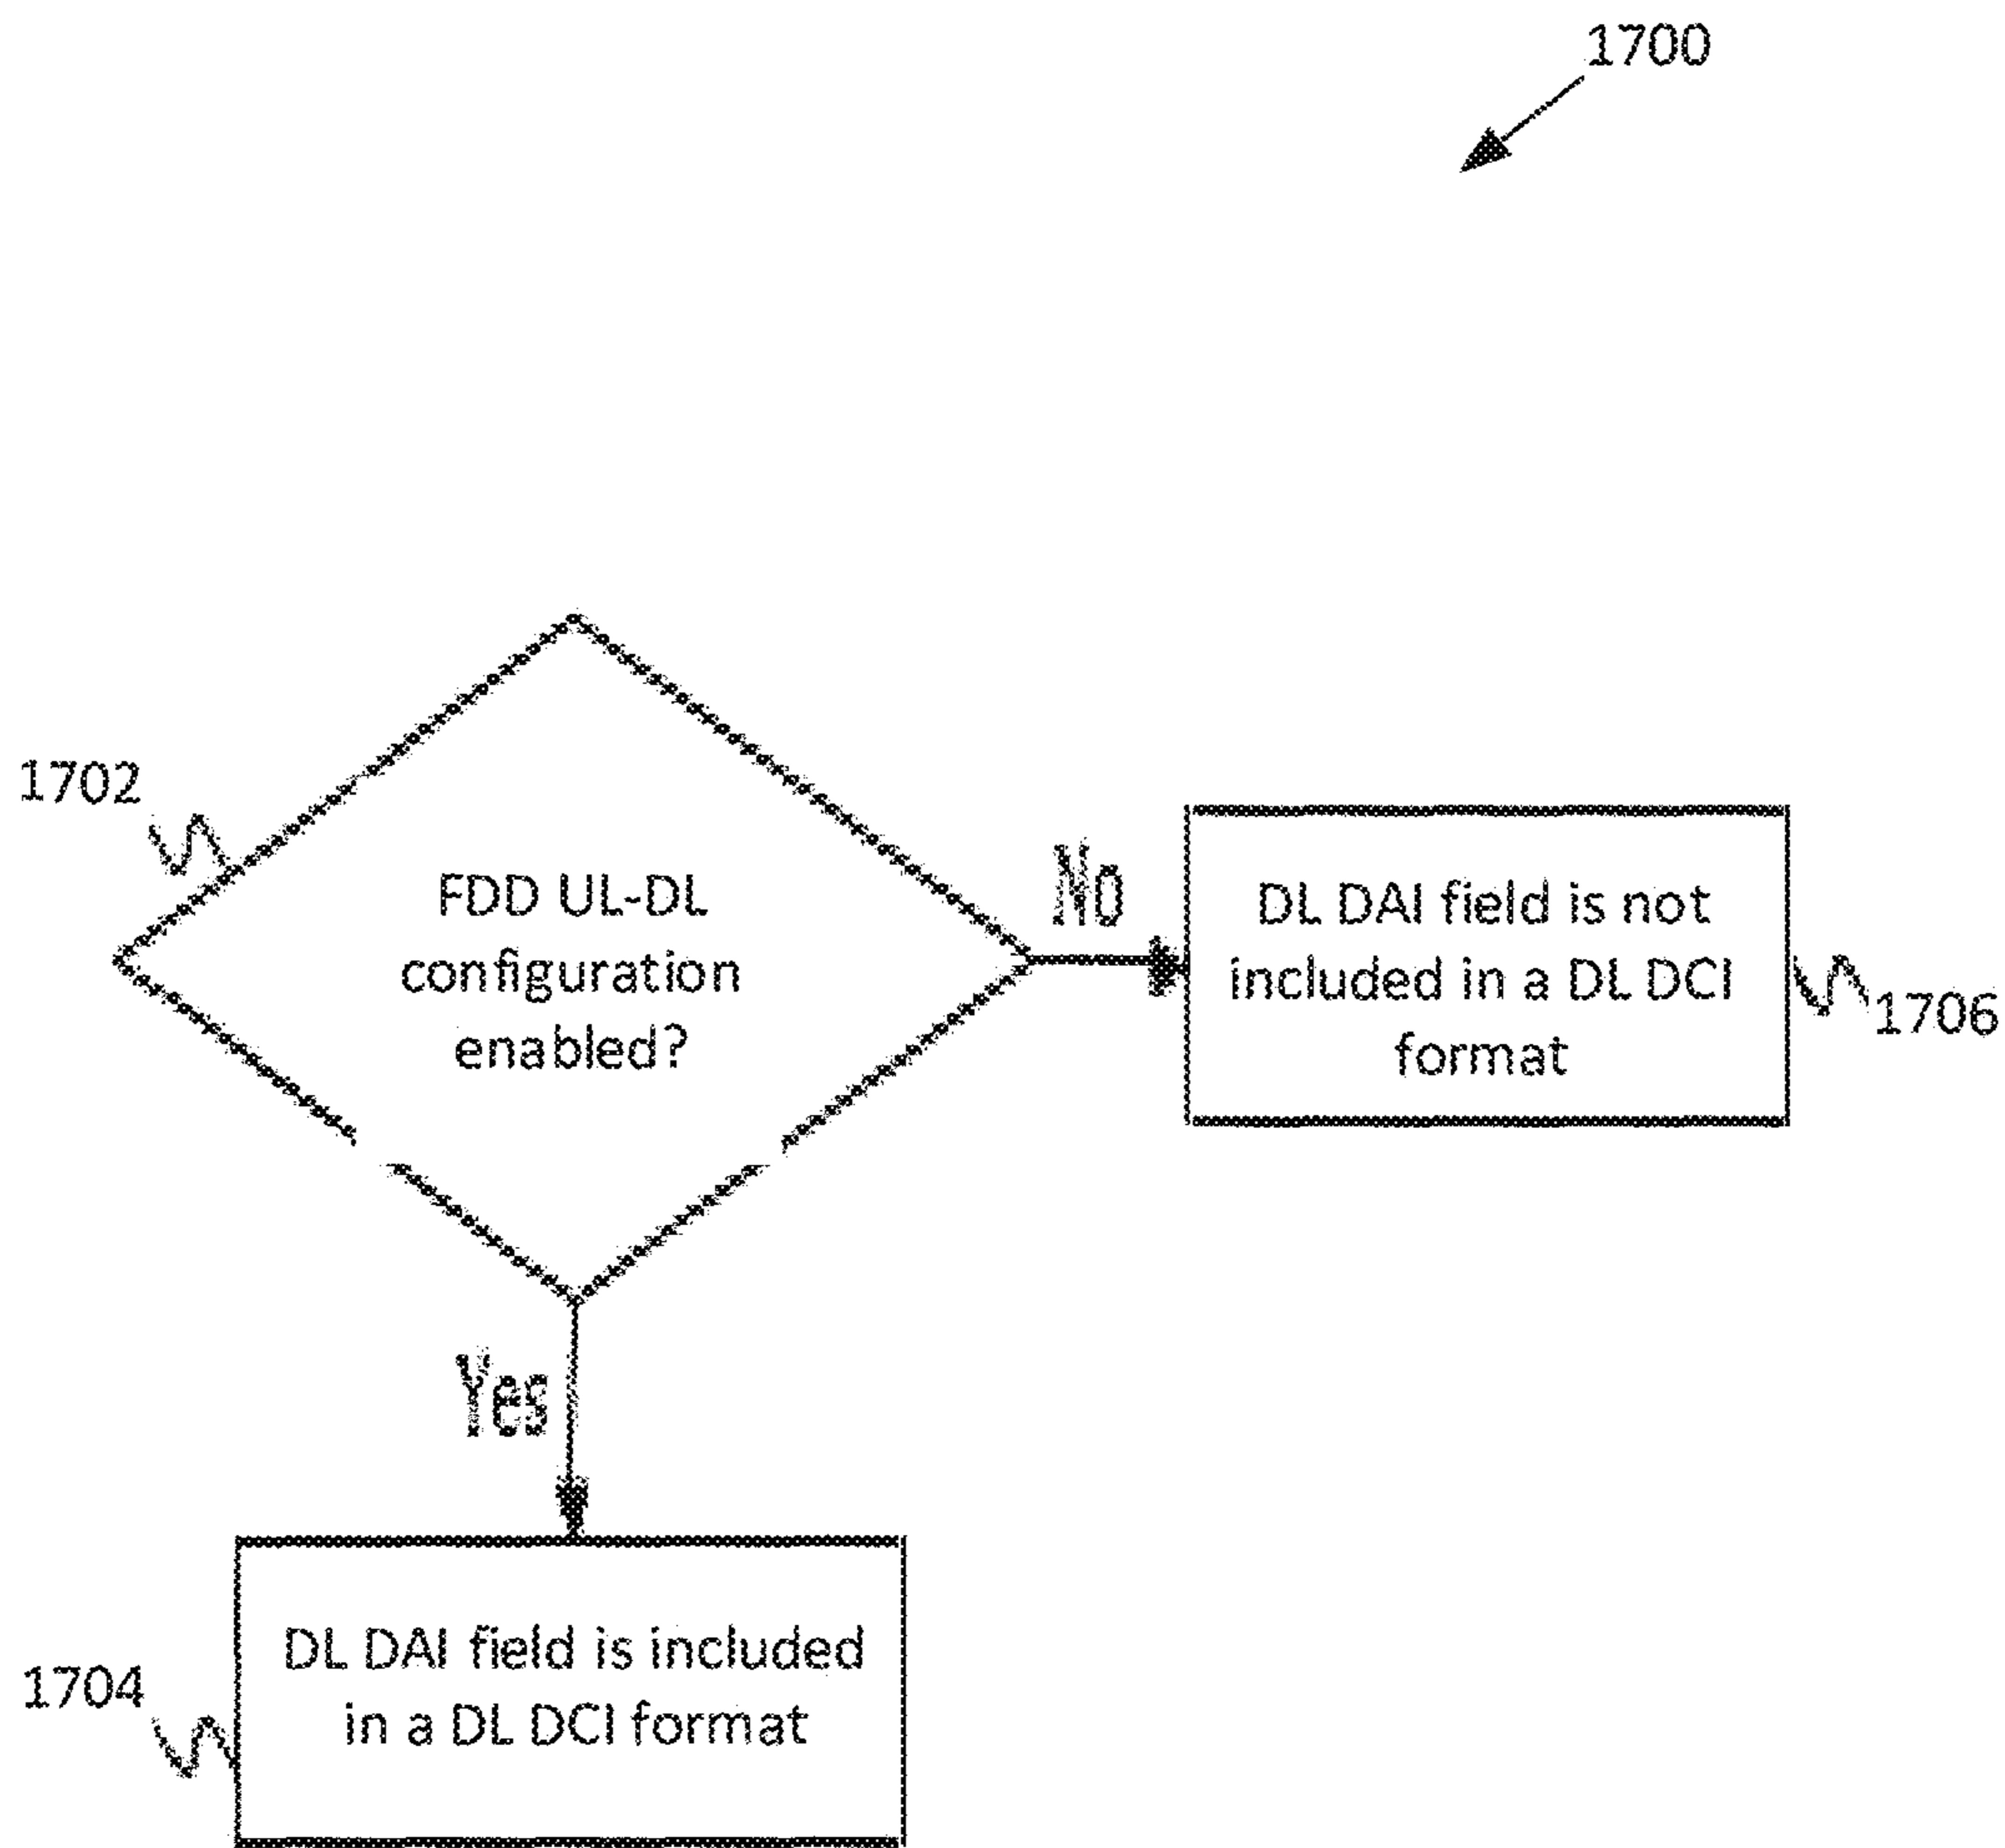 1700
1702
FDD UL-DL
configuration
enabled?
No
DL DAI field is not
included in a DL DCI
format
1706
Yes
1704
DL DAI field is included
in a DL DCI format